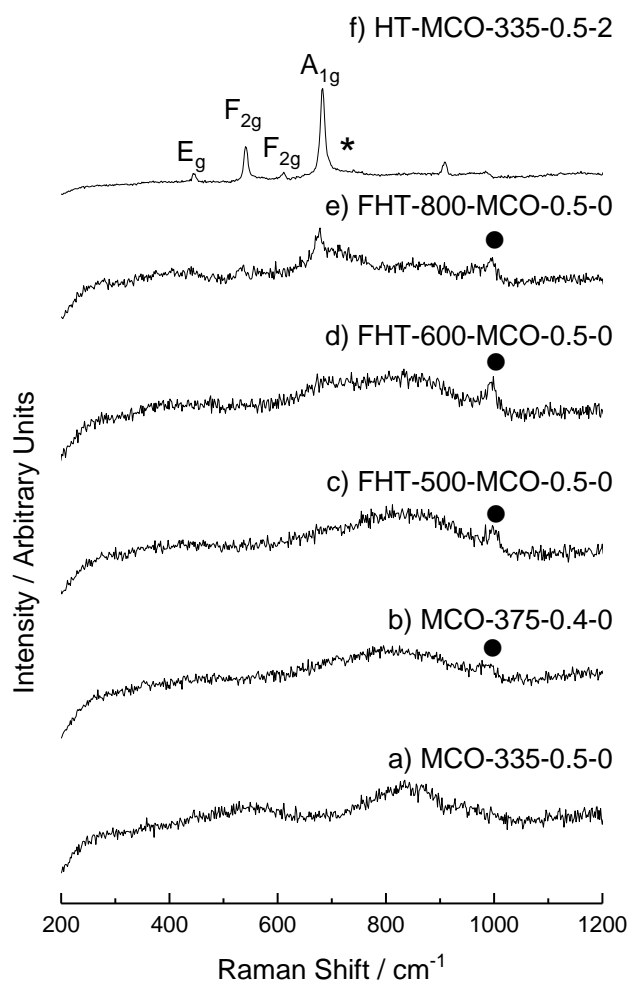 f) HT-MCO-335-0.5-2
A1g
F2g
*
Eg
F2g
e) FHT-800-MCO-0.5-0
d) FHT-600-MCO-0.5-0
c) FHT-500-MCO-0.5-0
b) MCO-375-0.4-0
a) MCO-335-0.5-0
Intensity / Arbitrary Units
200 400 600 800 1000 1200
Raman Shift / cm-1